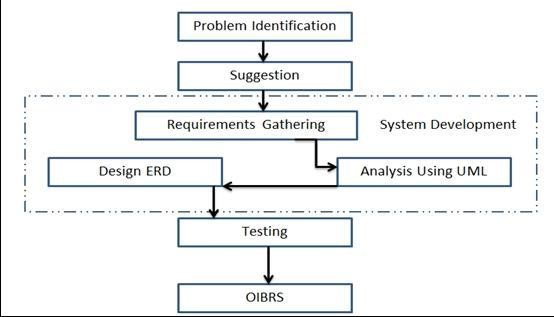 Problem Identification
Suggestion
Requirements Gathering
System Development
Design ERD
Analysis Using UML
Testing
OIBRS